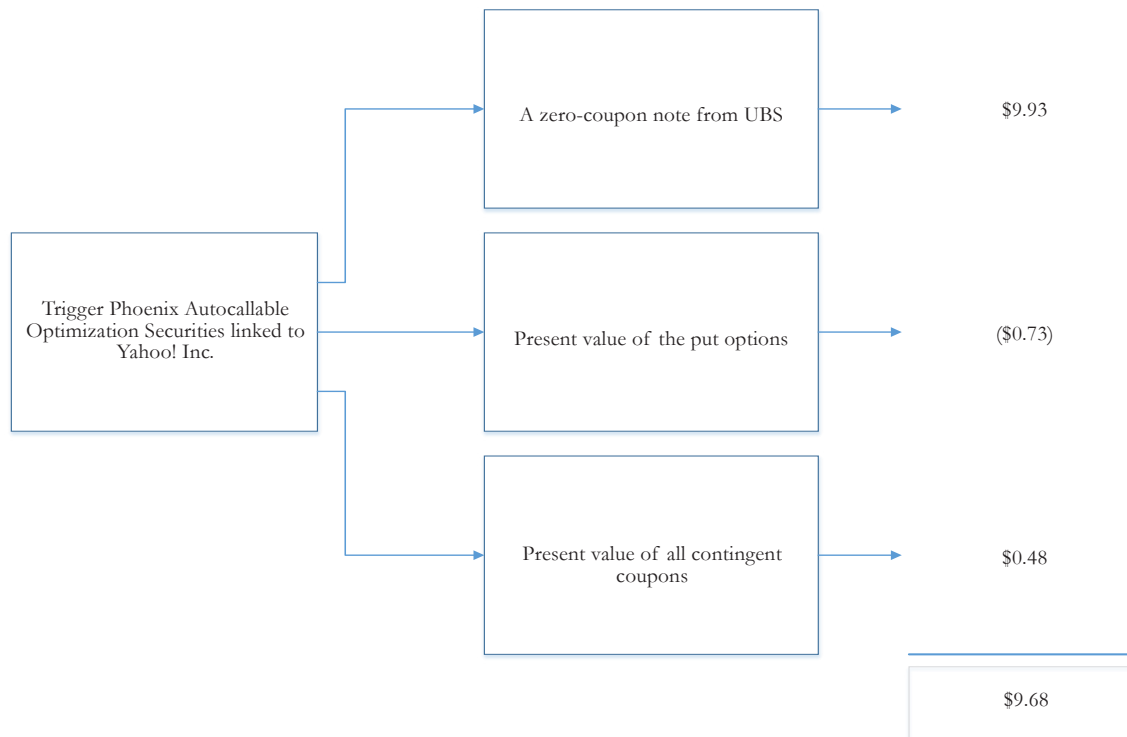 A zero-coupon note from UBS
$9.93
Trigger Phoenix Autocallable
Optimization Securities linked to
Yahoo! Inc.
Present value of the put options
($0.73)
Present value of all contingent
coupons
$0.48
$9.68